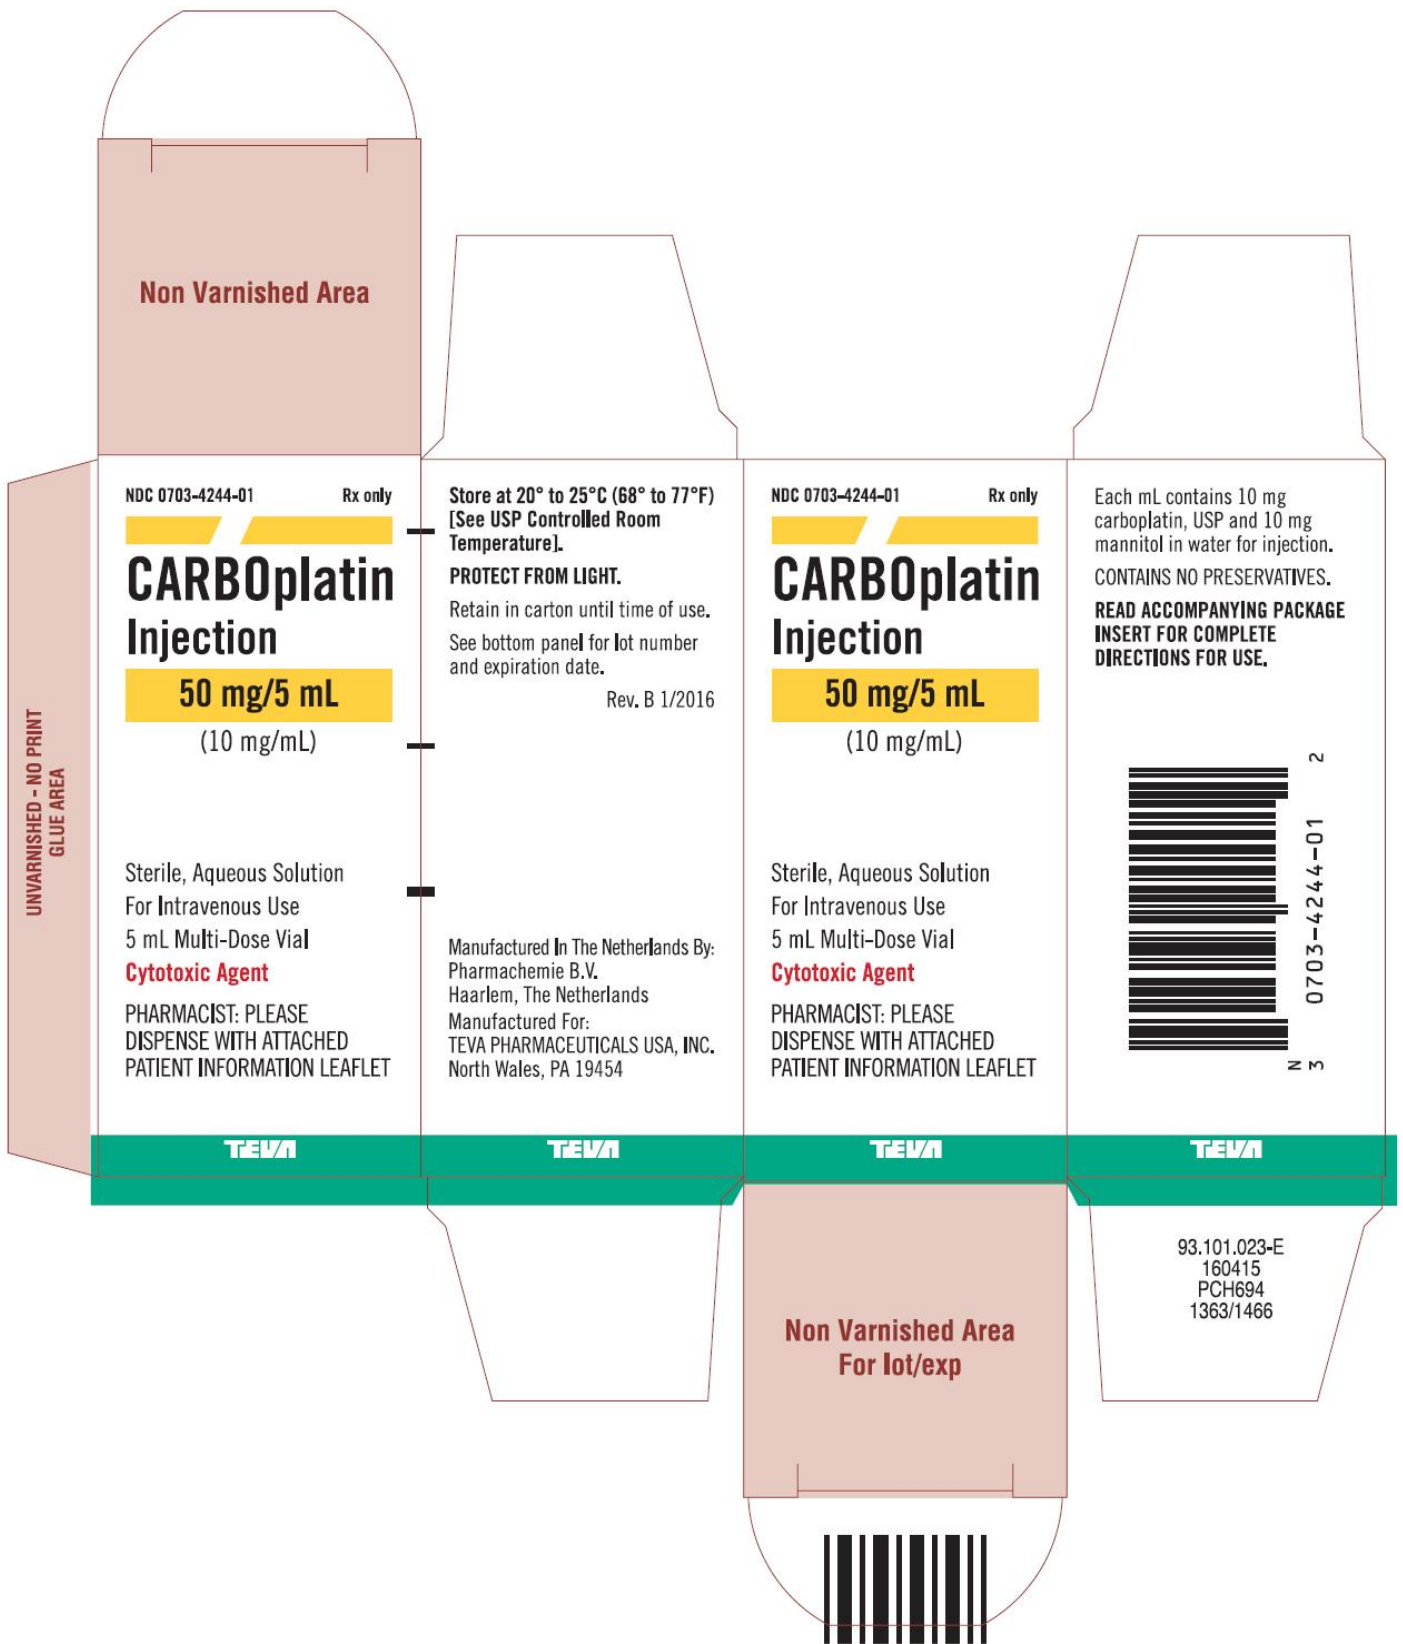 Non Varnished Area
UNVARNISHED - NO PRINT
GLUE AREA
NDC 0703-4244-01 Rx only
CARBOplatin
Injection
50 mg/5 mL
(10 mg/mL)
Sterile, Aqueous Solution
For Intravenous Use
5 mL Multi-Dose Vial
Cytotoxic Agent
PHARMACIST: PLEASE
DISPENSE WITH ATTACHED
PATIENT INFORMATION LEAFLET
TEVA
Store at 20° to 25°C (68° to 77°F)
[See USP Controlled Room
Temperature].
PROTECT FROM LIGHT.
Retain in carton until time of use.
See bottom panel for lot number
and expiration date.
Rev. B 1/2016
Manufactured In The Netherlands By:
Pharmachemie B.V.
Haarlem, The Netherlands
Manufactured For:
TEVA PHARMACEUTICALS USA, INC.
North Wales, PA 19454
TEVA
NDC 0703-4244-01 Rx only
CARBOplatin
Injection
50 mg/5 mL
(10 mg/mL)
Sterile, Aqueous Solution
For Intravenous Use
5 mL Multi-Dose Vial
Cytotoxic Agent
PHARMACIST: PLEASE
DISPENSE WITH ATTACHED
PATIENT INFORMATION LEAFLET
TEVA
Non Varnished Area
For lot/exp
Each mL contains 10 mg
carboplatin, USP and 10 mg
mannitol in water for injection.
CONTAINS NO PRESERVATIVES.
READ ACCOMPANYING PACKAGE
INSERT FOR COMPLETE
DIRECTIONS FOR USE.
N
3 0703-4244-01 2
TEVA
93.101.023-E
160415
PCH694
1363/1466